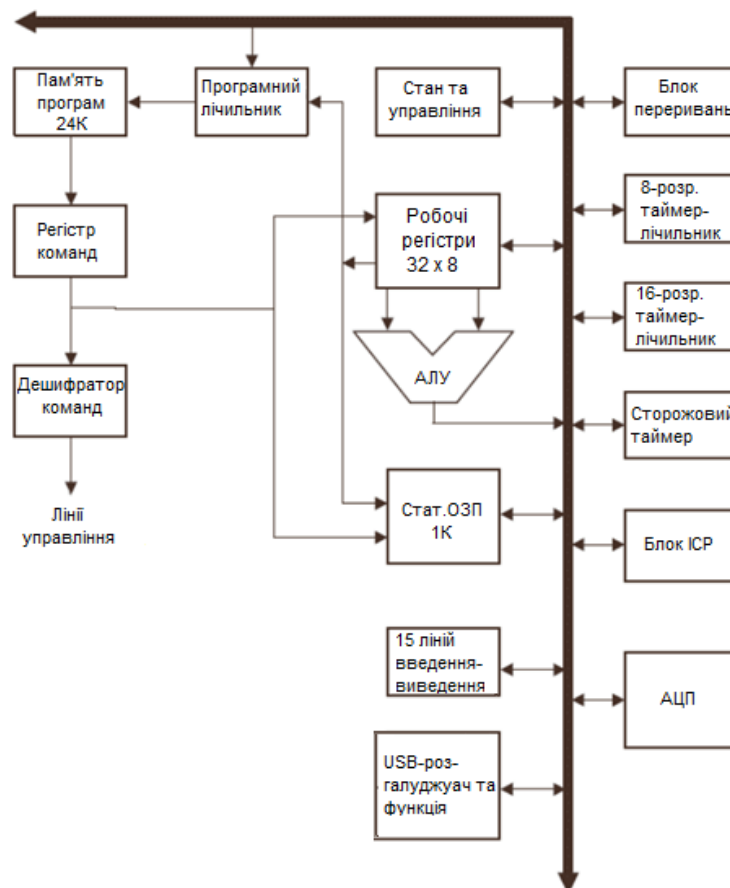 Пам'ять
програм
24К
Програмний
лічильник
Стан та
управління
Блок
переривань
Регістр
команд
Робочі
регістри
32 x 8
8-розр.
таймер-
лічильник
16-розр.
таймер-
лічильник
Дешифратор
команд
АЛУ
Сторожовий
таймер
Лінії
управління
Стат.ОЗП
1К
Блок ICP
15 ліній
введення-
виведення
АЦП
USB-роз-
галуджувач та
функція